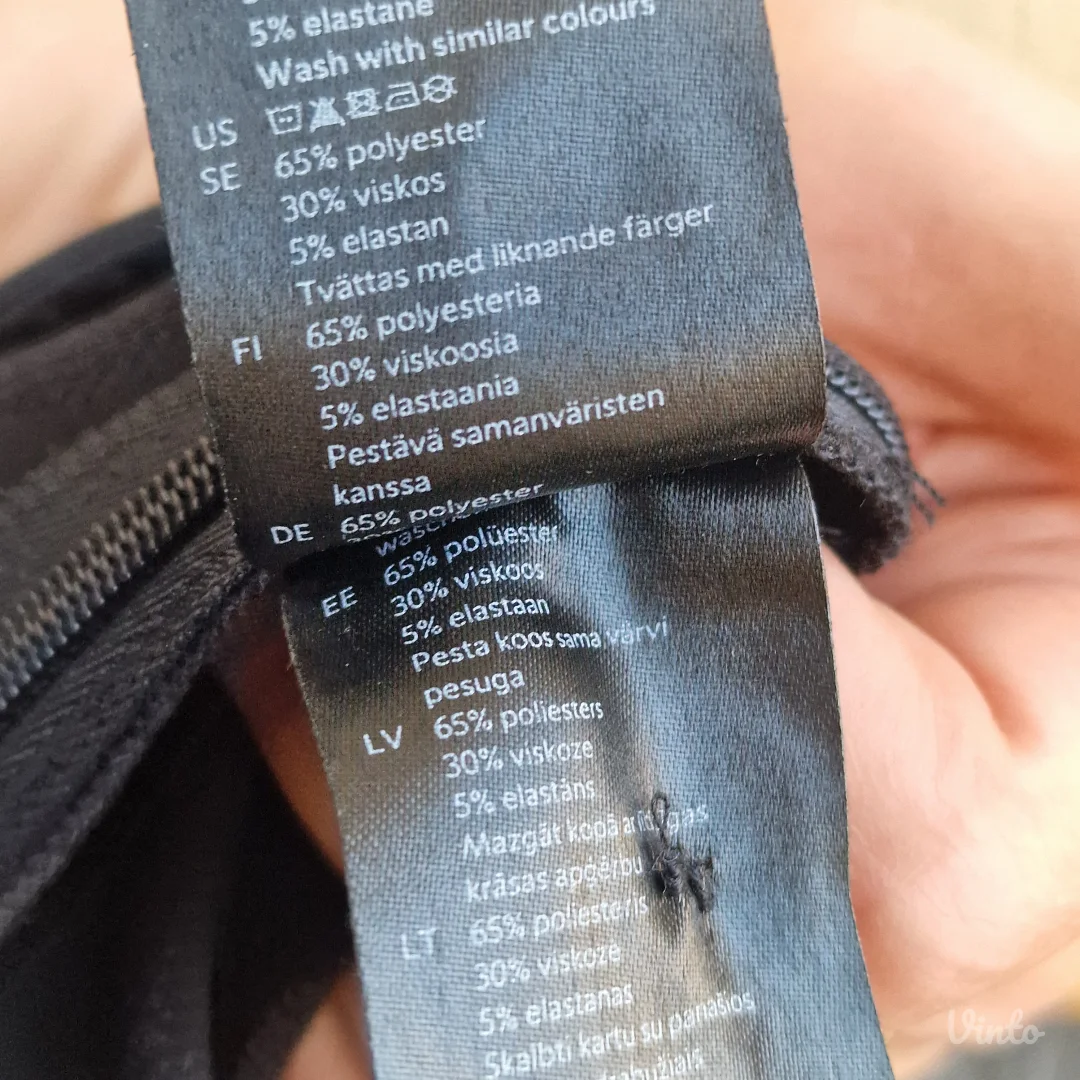 5% elastane
Wash with similar colours
US
SE 65% polyester
30% viskos
5% elastan
Tvättas med liknande färger
FI 65% polyesteria
30% viskoosia
5% elastaania
Pestävä samanväristen
kanssa
DE 65% polyester
EE 65% polüester
30% viskoos
5% elastaan
Pesta koos sama värvi
pesuga
LV 65% poliesters
30% viskoze
5% elastāns
Mazgāt kopā
krāsas
LT 65% poliesteris
30% viskoze
5% elastanas
Skalbti kartu su panašios